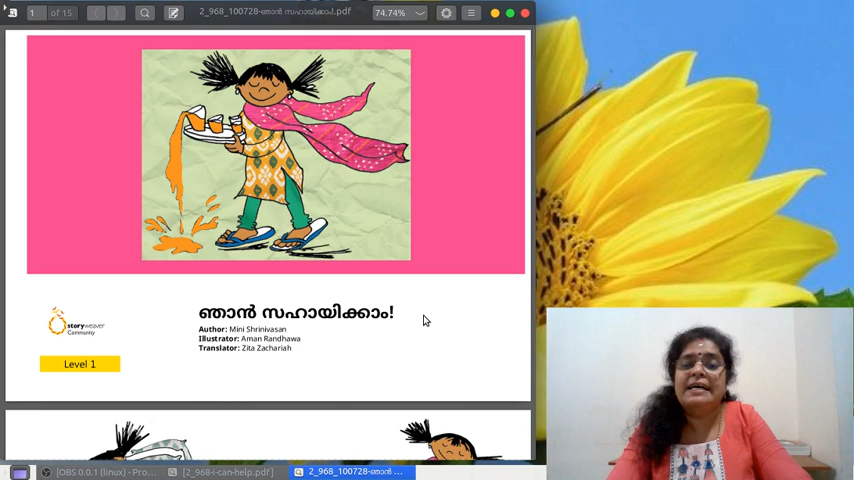 1 of 15
2_968_100728-ഞാൻ സഹായിക്കാം!.pdf
74.74%
storyweaver
Community
Level 1
ഞാൻ സഹായിക്കാം!
Author: Mini Shrinivasan
Illustrator: Aman Randhawa
Translator: Zita Zachariah
[OBS 0.0.1 (linux) - Pro...
[2_968-i-can-help.pdf]
2_968_100728-ഞാൻ ...